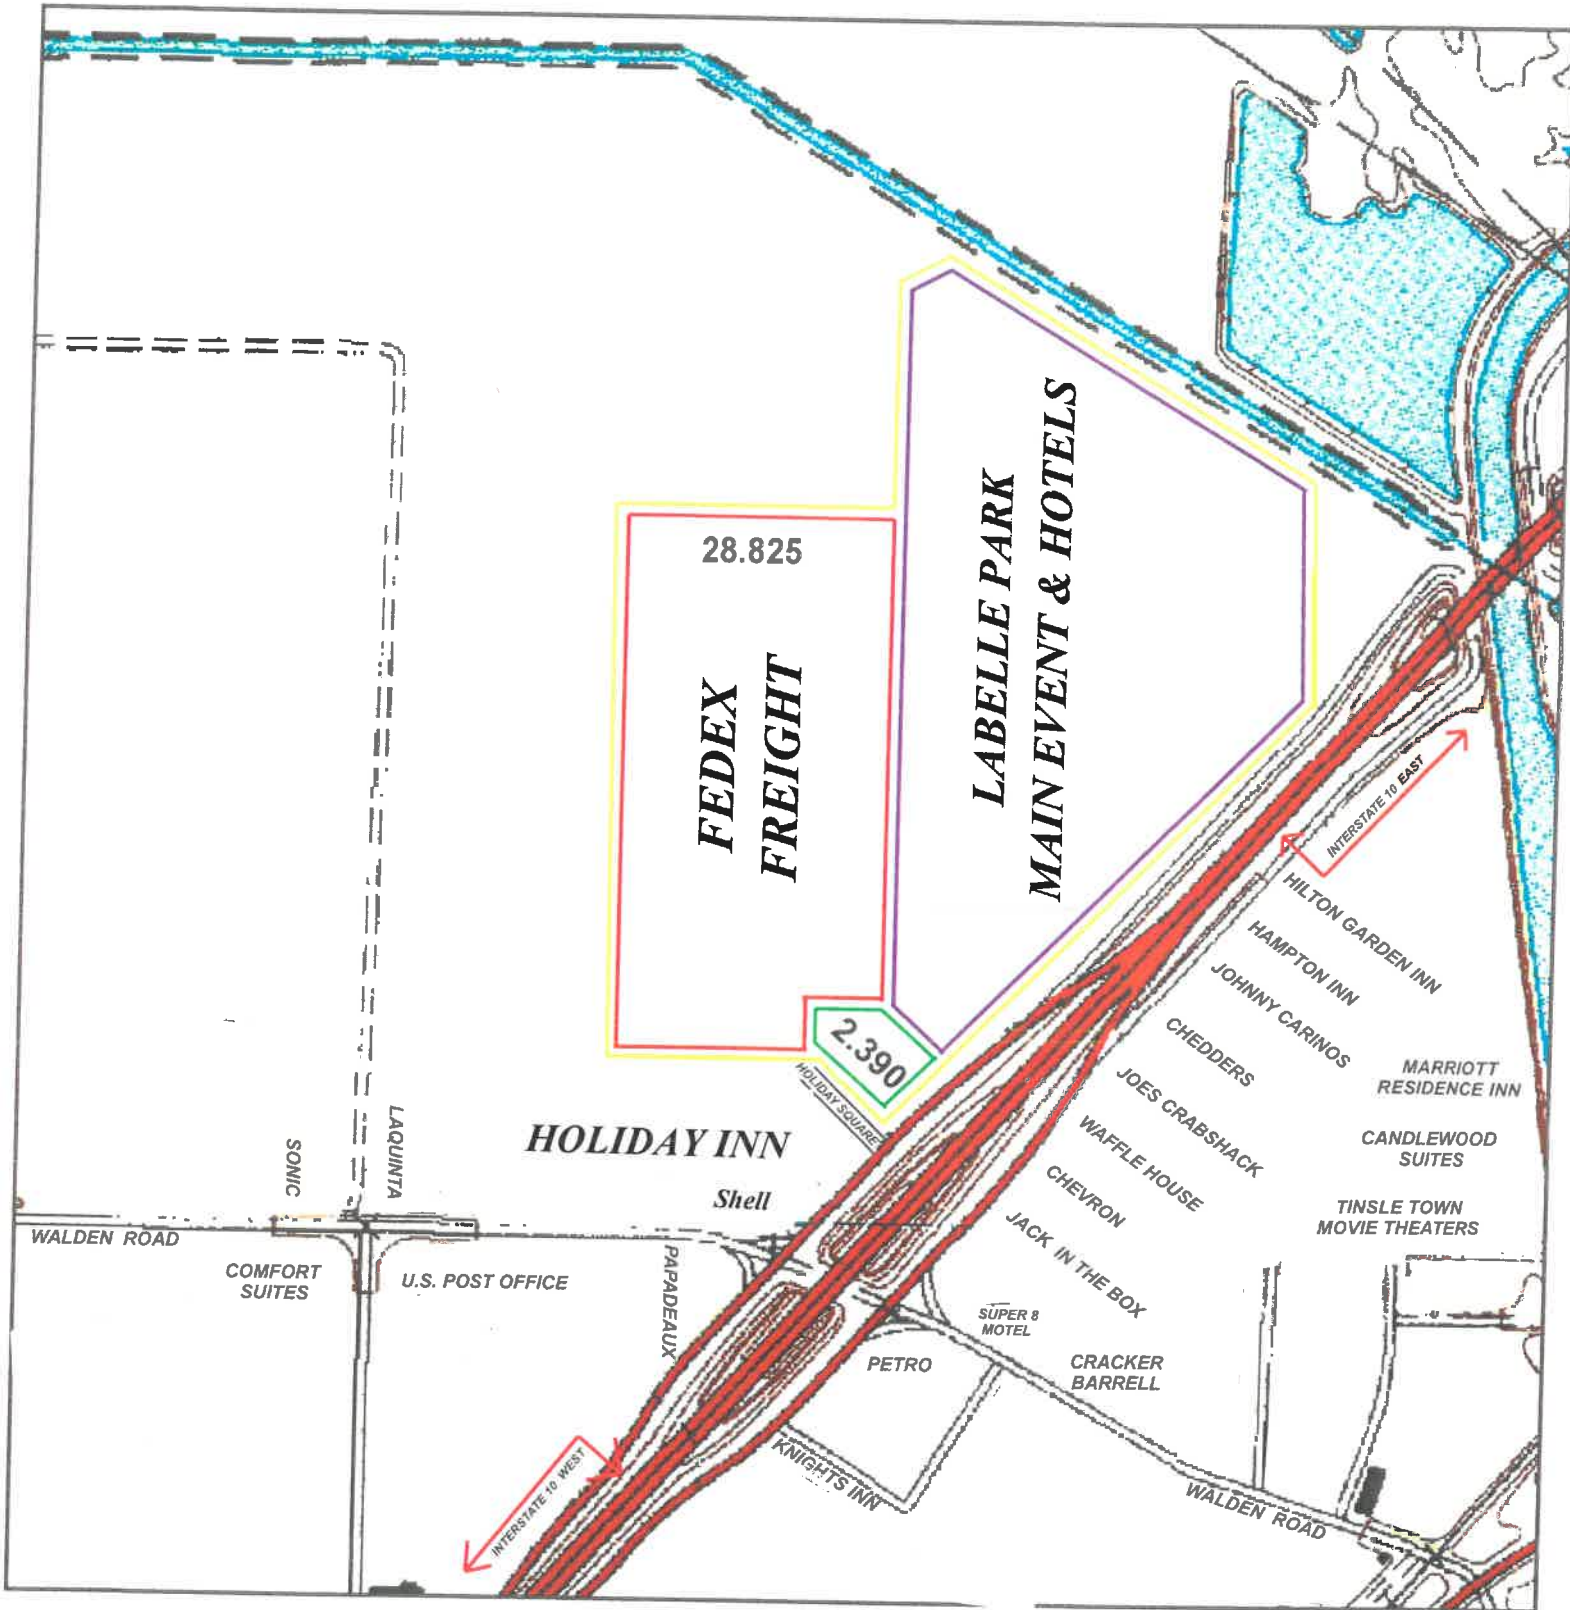 28.825
FEDEX
FREIGHT
LABELLE PARK
MAIN EVENT & HOTELS
2.390
INTERSTATE 10 EAST
HILTON GARDEN INN
HAMPTON INN
JOHNNY CARINOS
CHEDDERS
JOES CRABSHACK
WAFFLE HOUSE
CHEVRON
JACK IN THE BOX
MARRIOTT
RESIDENCE INN
CANDLEWOOD
SUITES
TINSLE TOWN
MOVIE THEATERS
HOLIDAY SQUARE
HOLIDAY INN
Shell
SONIC
LAQUINTA
WALDEN ROAD
COMFORT
SUITES
U.S. POST OFFICE
PAPADEAUX
SUPER 8
MOTEL
PETRO
CRACKER
BARRELL
KNIGHTS INN
INTERSTATE 10 WEST
WALDEN ROAD